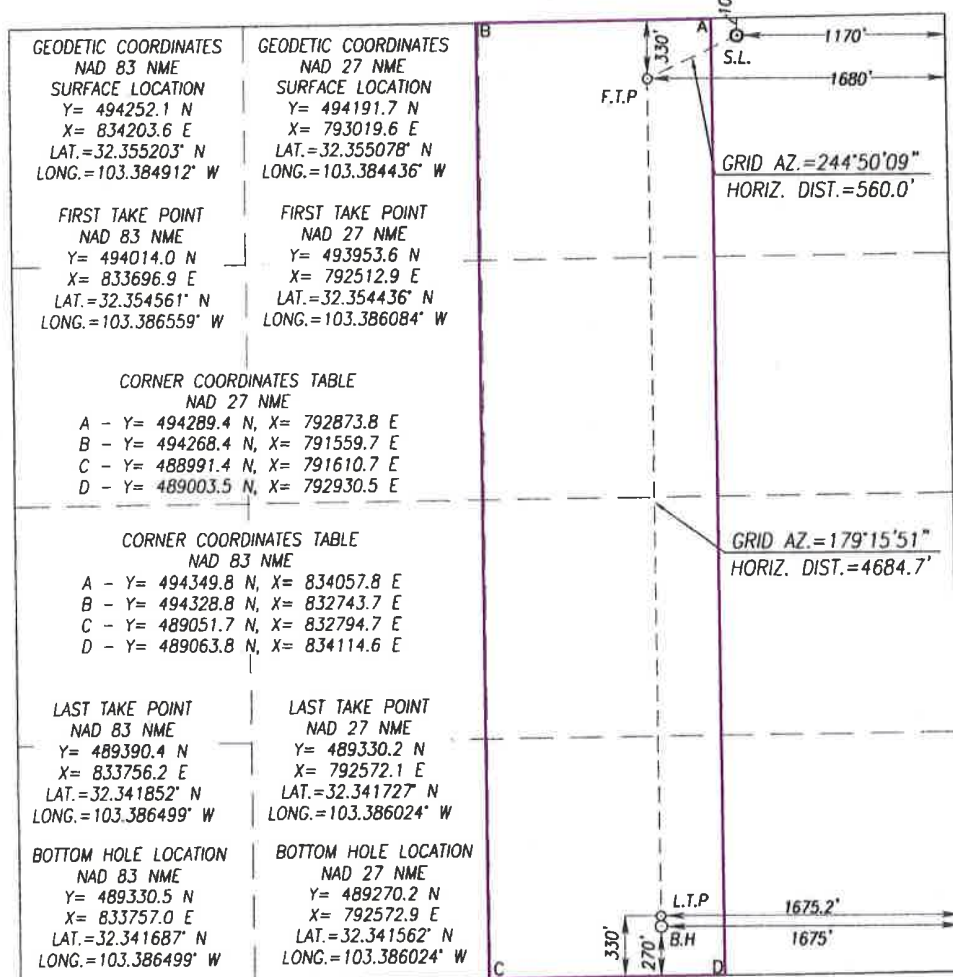 GEODETIC COORDINATES
NAD 83 NME
SURFACE LOCATION
Y= 494252.1 N
X= 834203.6 E
LAT.=32.355203° N
LONG.=103.384912° W
FIRST TAKE POINT
NAD 83 NME
Y= 494014.0 N
X= 833696.9 E
LAT.=32.354561° N
LONG.=103.386559° W
GEODETIC COORDINATES
NAD 27 NME
SURFACE LOCATION
Y= 494191.7 N
X= 793019.6 E
LAT.=32.355078° N
LONG.=103.384436° W
FIRST TAKE POINT
NAD 27 NME
Y= 493953.6 N
X= 792512.9 E
LAT.=32.354436° N
LONG.=103.386084° W
CORNER COORDINATES TABLE
NAD 27 NME
A - Y= 494289.4 N, X= 792873.8 E
B - Y= 494268.4 N, X= 791559.7 E
C - Y= 488991.4 N, X= 791610.7 E
D - Y= 489003.5 N, X= 792930.5 E
CORNER COORDINATES TABLE
NAD 83 NME
A - Y= 494349.8 N, X= 834057.8 E
B - Y= 494328.8 N, X= 832743.7 E
C - Y= 489051.7 N, X= 832794.7 E
D - Y= 489063.8 N, X= 834114.6 E
LAST TAKE POINT
NAD 83 NME
Y= 489390.4 N
X= 833756.2 E
LAT.=32.341852° N
LONG.=103.386499° W
BOTTOM HOLE LOCATION
NAD 83 NME
Y= 489330.5 N
X= 833757.0 E
LAT.=32.341687° N
LONG.=103.386499° W
LAST TAKE POINT
NAD 27 NME
Y= 489330.2 N
X= 792572.1 E
LAT.=32.341727° N
LONG.=103.386024° W
BOTTOM HOLE LOCATION
NAD 27 NME
Y= 489270.2 N
X= 792572.9 E
LAT.=32.341562° N
LONG.=103.386024° W
B
A
330'
S.L.
1170'
F.T.P
1680'
GRID AZ.=244°50'09"
HORIZ. DIST.=560.0'
GRID AZ.=179°15'51"
HORIZ. DIST.=4684.7'
L.T.P
1675.2'
B.H
1675'
330'
270'
C
D